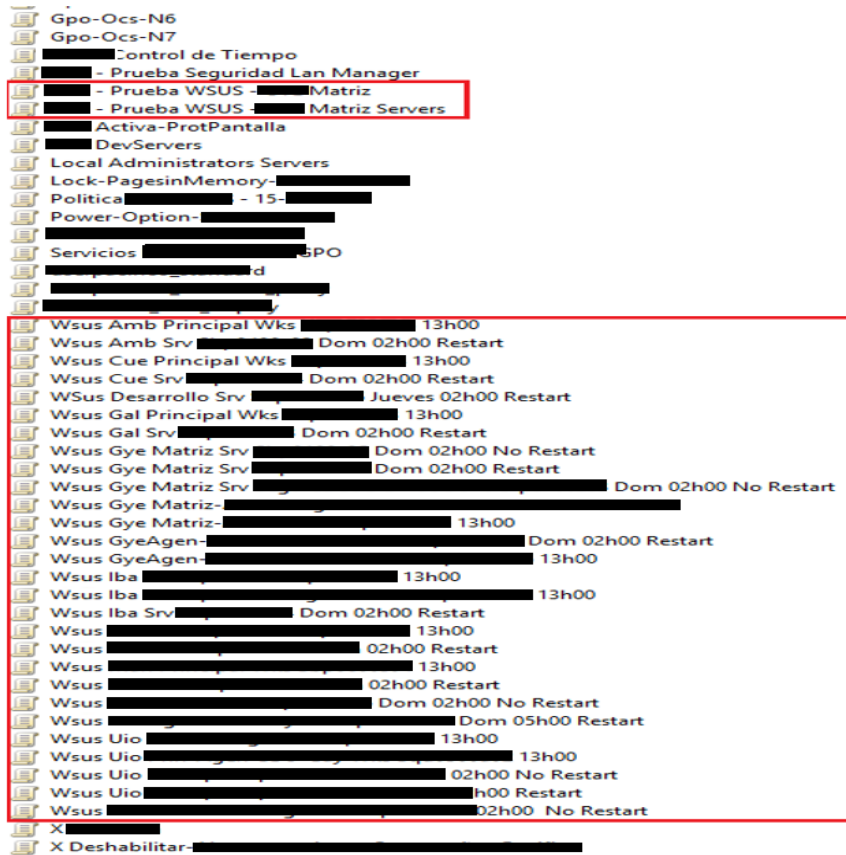 Gpo-Ocs-N6
Gpo-Ocs-N7
Control de Tiempo
- Prueba Seguridad Lan Manager
- Prueba WSUS - Matriz
- Prueba WSUS - Matriz Servers
Activa-ProtPantalla
DevServers
Local Administrators Servers
Lock-PagesinMemory-
Politica - 15-
Power-Option-
Servicios GPO
Wsus Amb Principal Wks 13h00
Wsus Amb Srv Dom 02h00 Restart
Wsus Cue Principal Wks 13h00
Wsus Cue Srv Dom 02h00 Restart
WSus Desarrollo Srv Jueves 02h00 Restart
Wsus Gal Principal Wks 13h00
Wsus Gal Srv Dom 02h00 Restart
Wsus Gye Matriz Srv Dom 02h00 No Restart
Wsus Gye Matriz Srv Dom 02h00 Restart
Wsus Gye Matriz Srv Dom 02h00 No Restart
Wsus Gye Matriz-
Wsus Gye Matriz- 13h00
Wsus GyeAgen- Dom 02h00 Restart
Wsus GyeAgen- 13h00
Wsus Iba 13h00
Wsus Iba 13h00
Wsus Iba Srv Dom 02h00 Restart
Wsus 13h00
Wsus 02h00 Restart
Wsus 13h00
Wsus 02h00 Restart
Wsus Dom 02h00 No Restart
Wsus Dom 05h00 Restart
Wsus Uio 13h00
Wsus Uio 13h00
Wsus Uio 02h00 No Restart
Wsus Uio h00 Restart
Wsus 02h00 No Restart
X
X Deshabilitar-